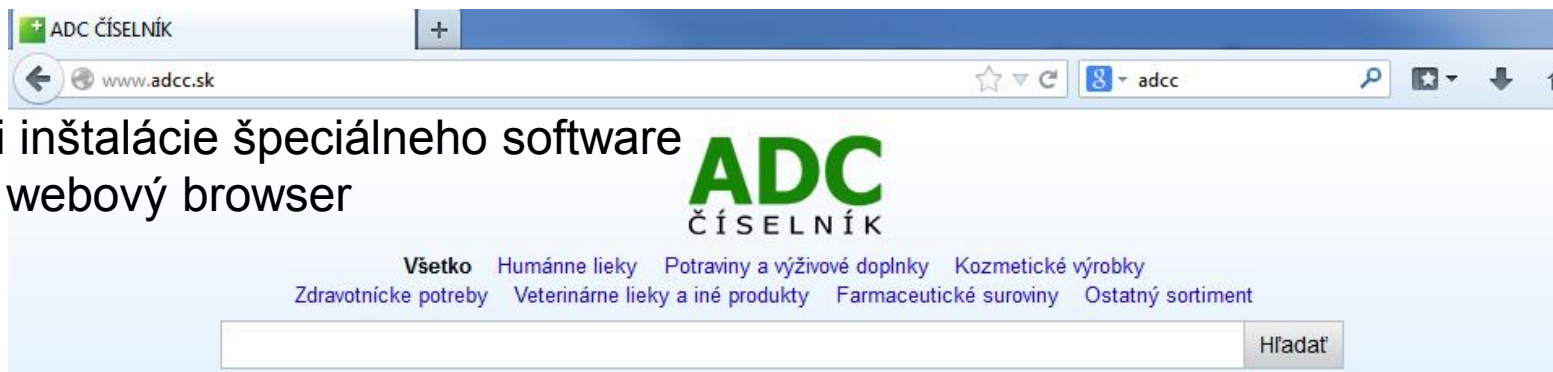 ADC ČÍSELNÍK
www.adcc.sk adcc
i inštalácie špeciálneho software
webový browser
ADC
ČÍSELNÍK
Všetko Humánne lieky Potraviny a výživové doplnky Kozmetické výrobky
Zdravotnícke potreby Veterinárne lieky a iné produkty Farmaceutické suroviny Ostatný sortiment
Hľadať